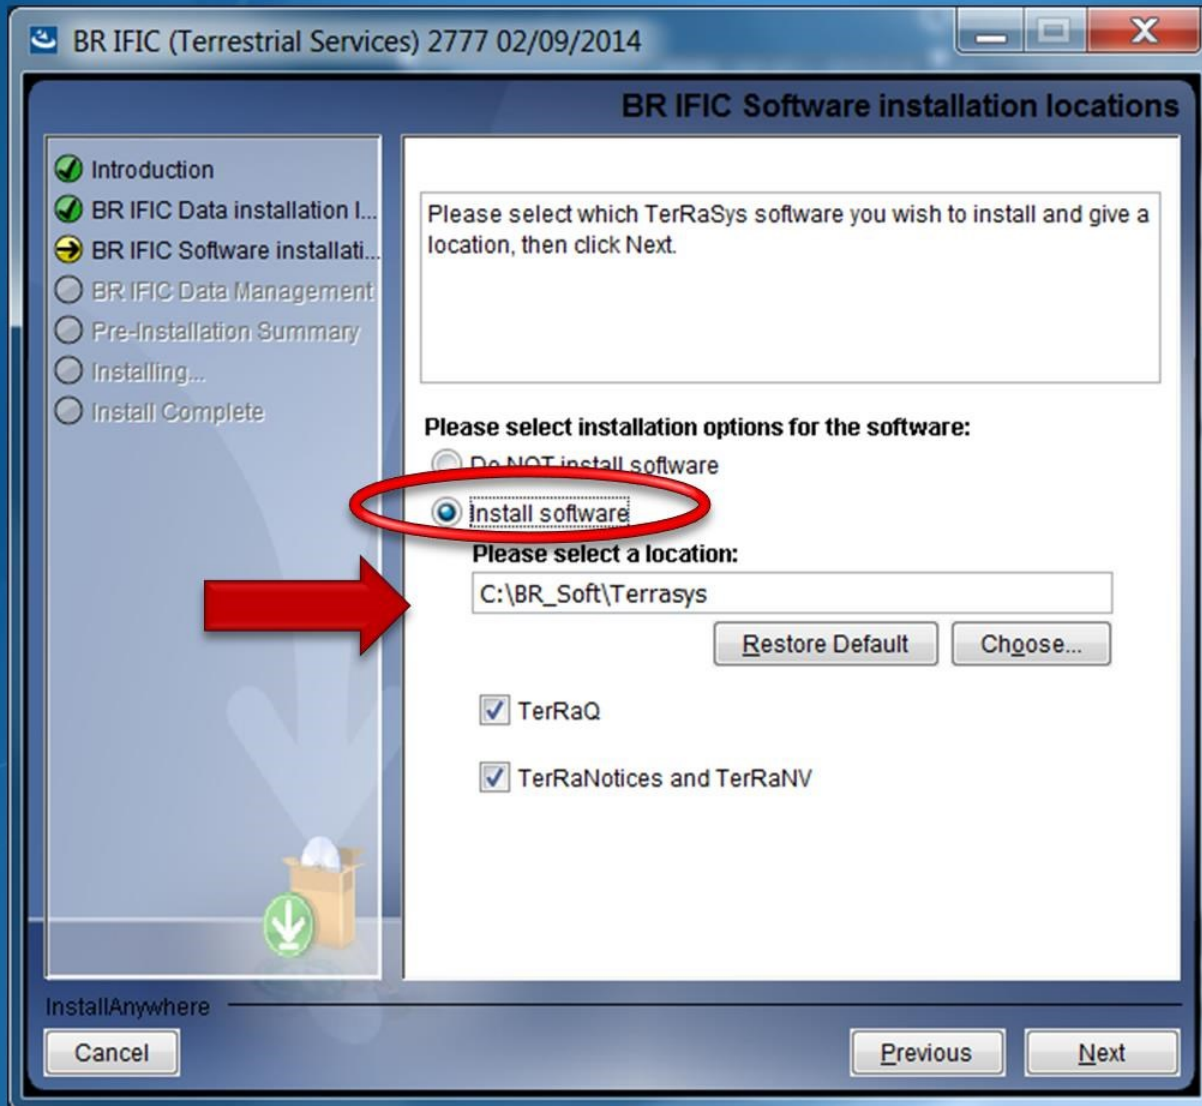 BR IFIC (Terrestrial Services) 2777 02/09/2014
BR IFIC Software installation locations
Introduction
BR IFIC Data installation l...
BR IFIC Software installati...
BR IFIC Data Management
Pre-Installation Summary
Installing...
Install Complete
Please select which TerRaSys software you wish to install and give a
location, then click Next.
Please select installation options for the software:
Do NOT install software
Install software
Please select a location:
C:\BR_Soft\Terrasys
Restore Default
Choose...
TerRaQ
TerRaNotices and TerRaNV
InstallAnywhere
Cancel
Previous
Next